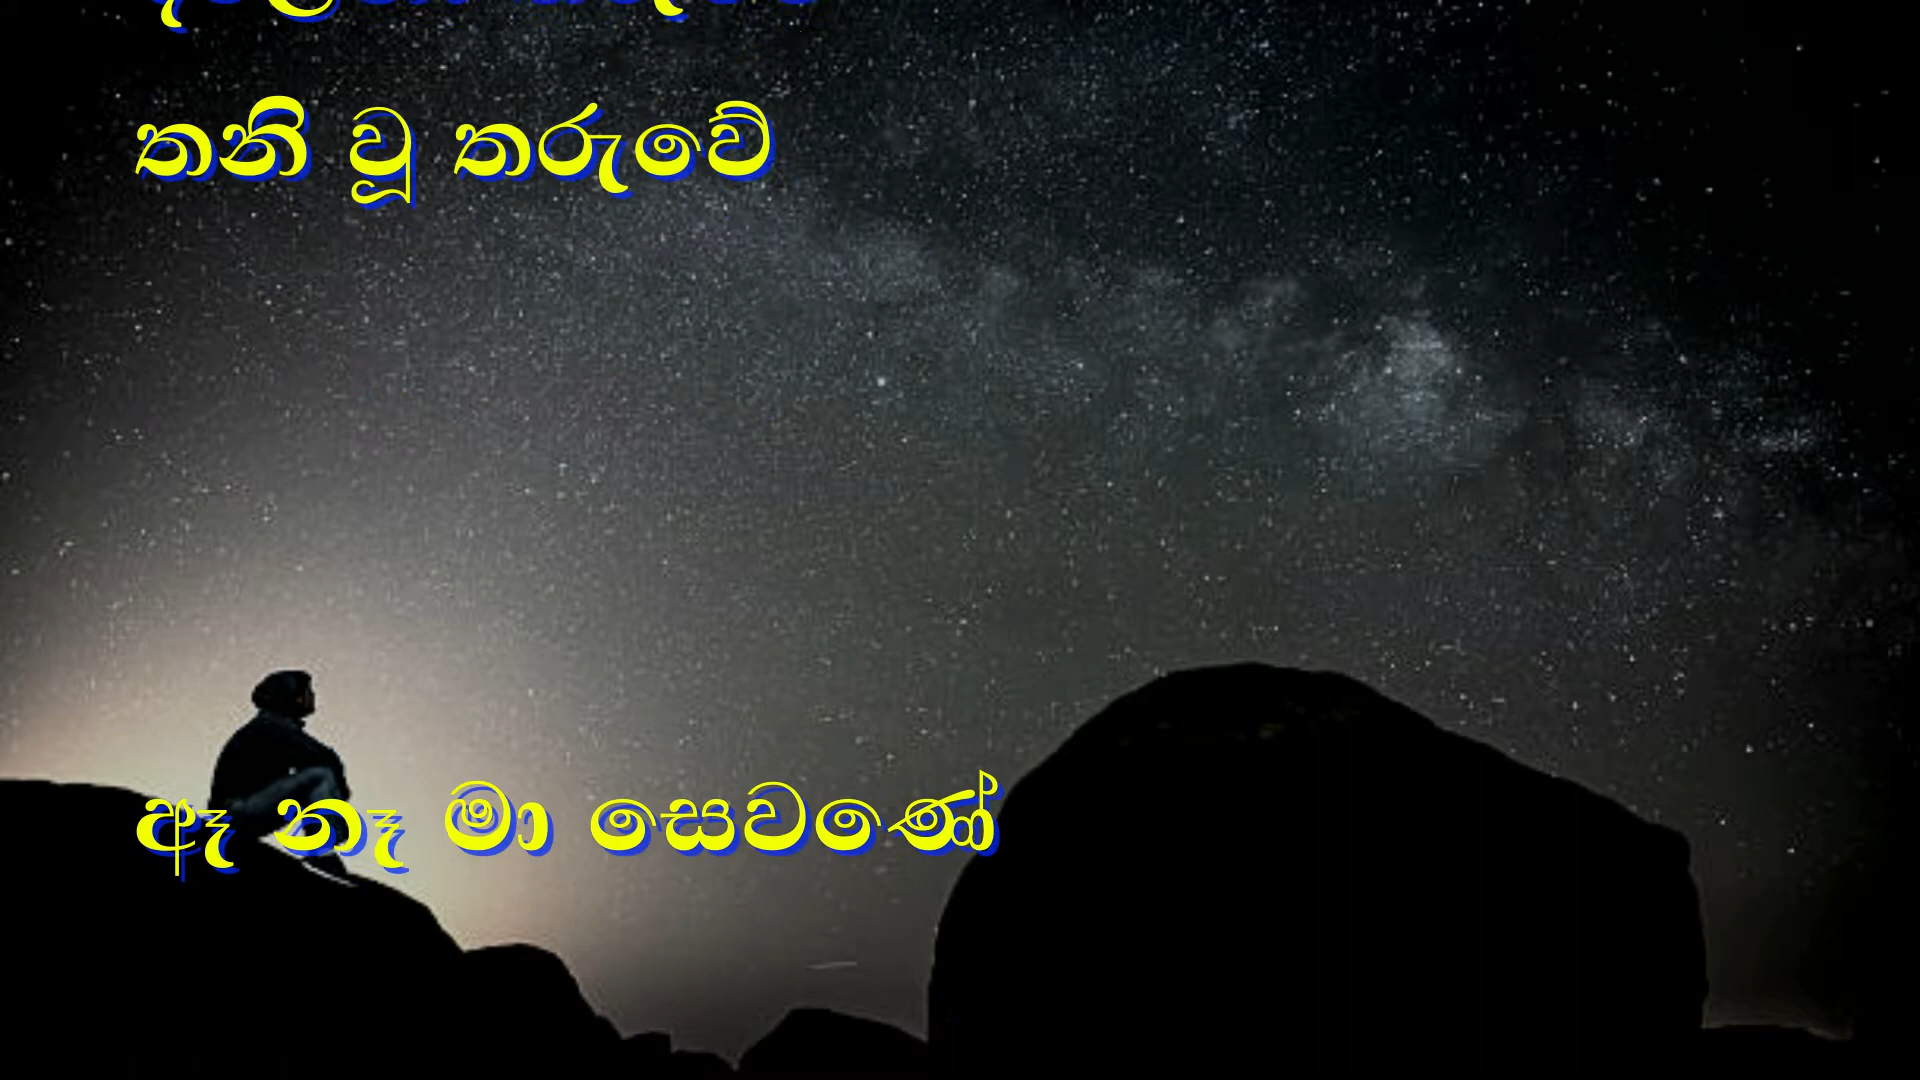 තනි වූ තරුවේ
ඈ නෑ මා සෙවණේ